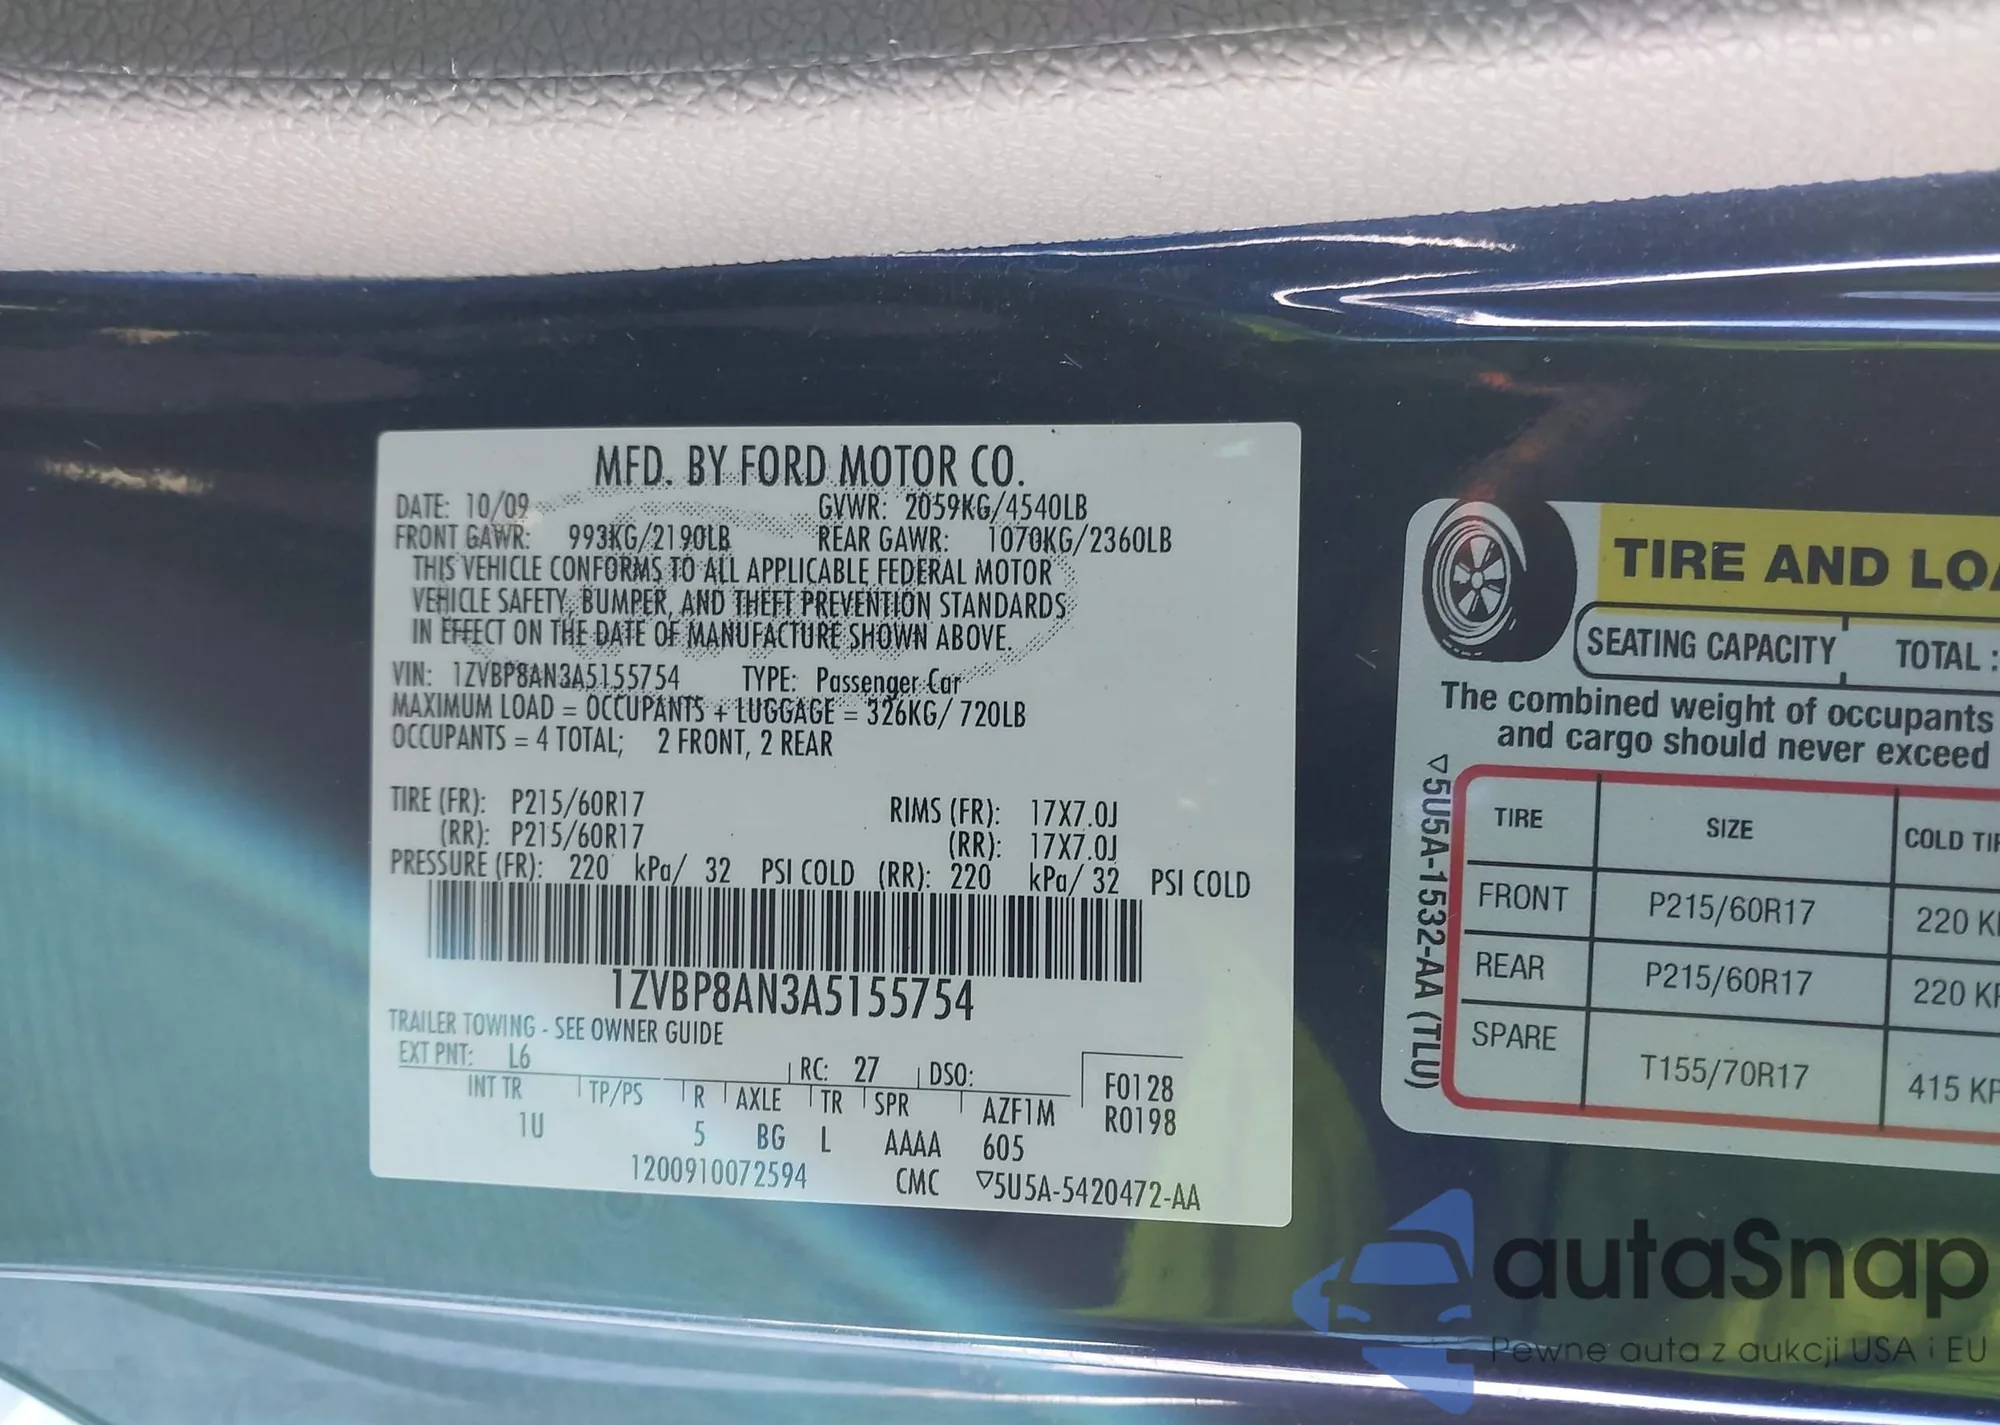 MFD. BY FORD MOTOR CO.
DATE: 10/09 GVWR: 2059KG/4540LB
FRONT GAWR: 993KG/2190LB REAR GAWR: 1070KG/2360LB
THIS VEHICLE CONFORMS TO ALL APPLICABLE FEDERAL MOTOR
VEHICLE SAFETY, BUMPER, AND THEFT PREVENTION STANDARDS
IN EFFECT ON THE DATE OF MANUFACTURE SHOWN ABOVE.
VIN: 1ZVBP8AN3A5155754 TYPE: Passenger Car
MAXIMUM LOAD = OCCUPANTS + LUGGAGE = 326KG/ 720LB
OCCUPANTS = 4 TOTAL; 2 FRONT, 2 REAR
TIRE (FR): P215/60R17 RIMS (FR): 17X7.0J
(RR): P215/60R17 (RR): 17X7.0J
PRESSURE (FR): 220 kPa/ 32 PSI COLD (RR): 220 kPa/ 32 PSI COLD
1ZVBP8AN3A5155754
TRAILER TOWING - SEE OWNER GUIDE
EXT PNT: L6 RC: 27 DSO: F0128
INT TR TP/PS R AXLE TR SPR AZF1M R0198
1U 5 BG L AAAA 605
1200910072594 CMC ▽5U5A-5420472-AA
TIRE AND LOA
SEATING CAPACITY TOTAL :
The combined weight of occupants
and cargo should never exceed
▽5U5A-1532-AA (TLU)
TIRE SIZE COLD TIR
FRONT P215/60R17 220 KP
REAR P215/60R17 220 KP
SPARE T155/70R17 415 KP
autaSnap
Pewne auta z aukcji USA i EU